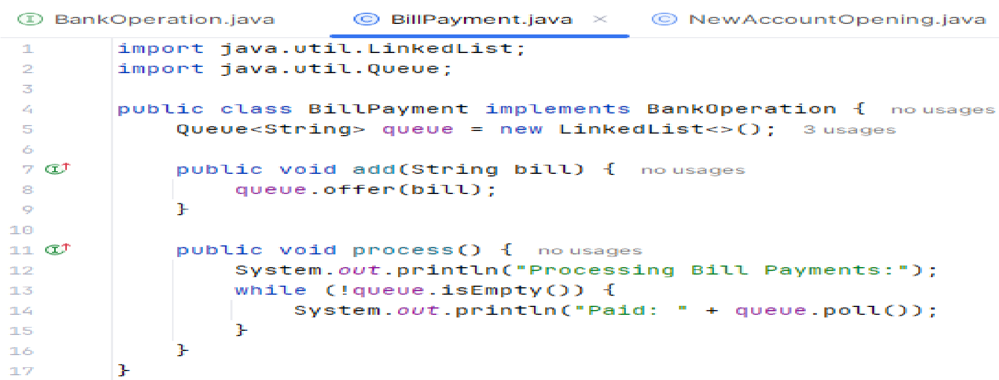 BankOperation.java BillPayment.java × NewAccountOpening.java
1 import java.util.LinkedList;
2 import java.util.Queue;
3
4 public class BillPayment implements BankOperation { no usages
5 Queue<String> queue = new LinkedList<>(); 3 usages
6
7 public void add(String bill) { no usages
8 queue.offer(bill);
9 }
10
11 public void process() { no usages
12 System.out.println("Processing Bill Payments:");
13 while (!queue.isEmpty()) {
14 System.out.println("Paid: " + queue.poll());
15 }
16 }
17 }